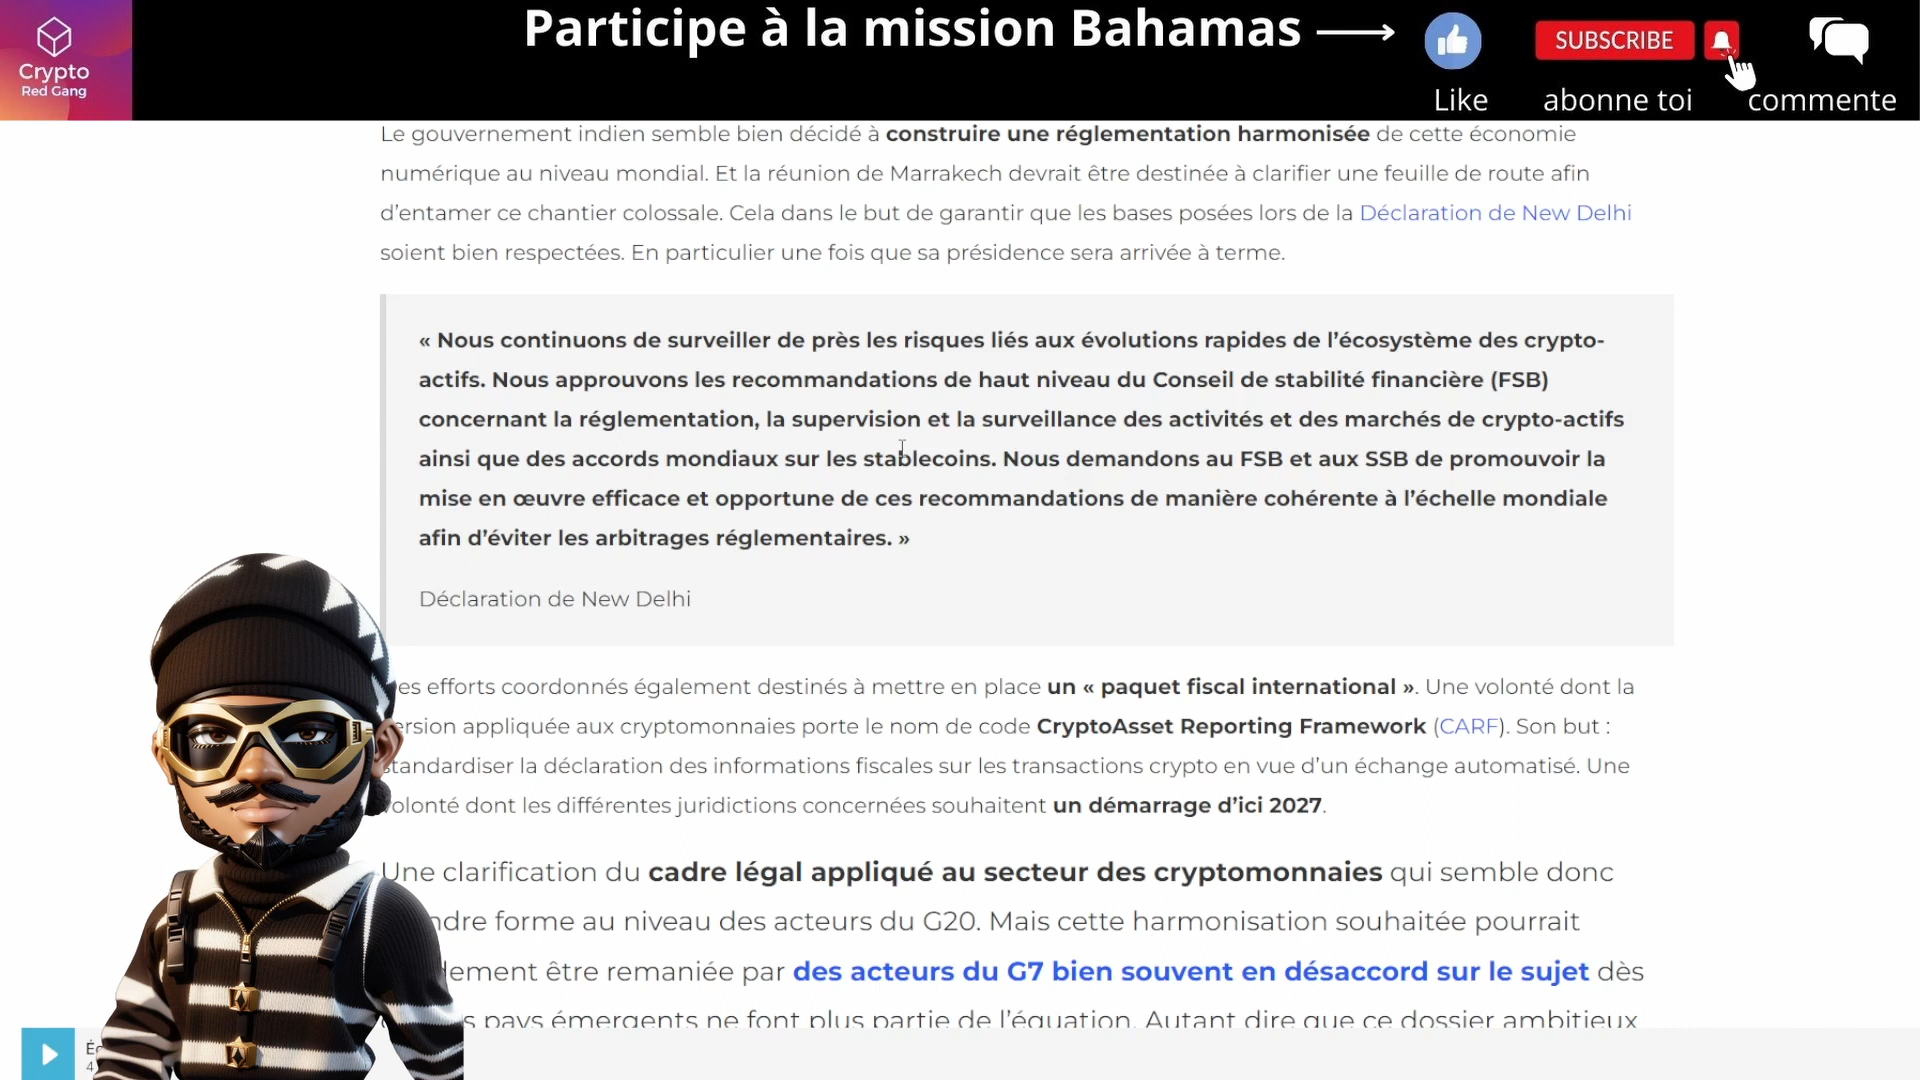 Participe à la mission Bahamas
SUBSCRIBE
Crypto
Red Gang
Like
abonne toi
commente
Le gouvernement indien semble bien décidé à construire une réglementation harmonisée de cette économie
numérique au niveau mondial. Et la réunion de Marrakech devrait être destinée à clarifier une feuille de route afin
d’entamer ce chantier colossale. Cela dans le but de garantir que les bases posées lors de la Déclaration de New Delhi
soient bien respectées. En particulier une fois que sa présidence sera arrivée à terme.
« Nous continuons de surveiller de près les risques liés aux évolutions rapides de l’écosystème des crypto-
actifs. Nous approuvons les recommandations de haut niveau du Conseil de stabilité financière (FSB)
concernant la réglementation, la supervision et la surveillance des activités et des marchés de crypto-actifs
ainsi que des accords mondiaux sur les stablecoins. Nous demandons au FSB et aux SSB de promouvoir la
mise en œuvre efficace et opportune de ces recommandations de manière cohérente à l’échelle mondiale
afin d’éviter les arbitrages réglementaires. »
Déclaration de New Delhi
es efforts coordonnés également destinés à mettre en place un « paquet fiscal international ». Une volonté dont la
ersion appliquée aux cryptomonnaies porte le nom de code CryptoAsset Reporting Framework (CARF). Son but :
standardiser la déclaration des informations fiscales sur les transactions crypto en vue d’un échange automatisé. Une
volonté dont les différentes juridictions concernées souhaitent un démarrage d’ici 2027.
Une clarification du cadre légal appliqué au secteur des cryptomonnaies qui semble donc
ndre forme au niveau des acteurs du G20. Mais cette harmonisation souhaitée pourrait
lement être remaniée par des acteurs du G7 bien souvent en désaccord sur le sujet dès
s pays émergents ne font plus partie de l’équation. Autant dire que ce dossier ambitieux